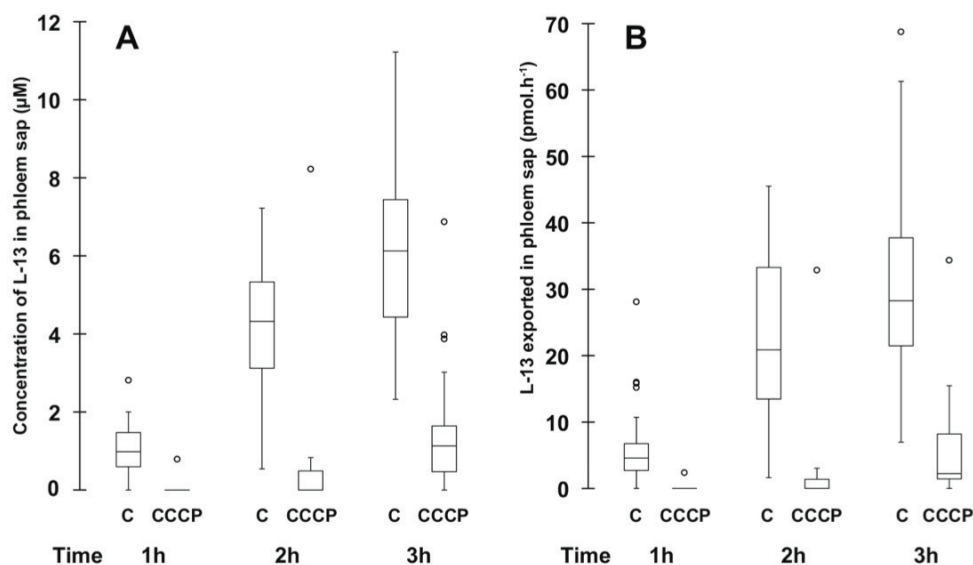 A
Concentration of L-13 in phloem sap (µM)
12
10
8
6
4
2
0
C CCCP C CCCP C CCCP
Time 1h 2h 3h
B
L-13 exported in phloem sap (pmol.h⁻¹)
70
60
50
40
30
20
10
0
C CCCP C CCCP C CCCP
Time 1h 2h 3h